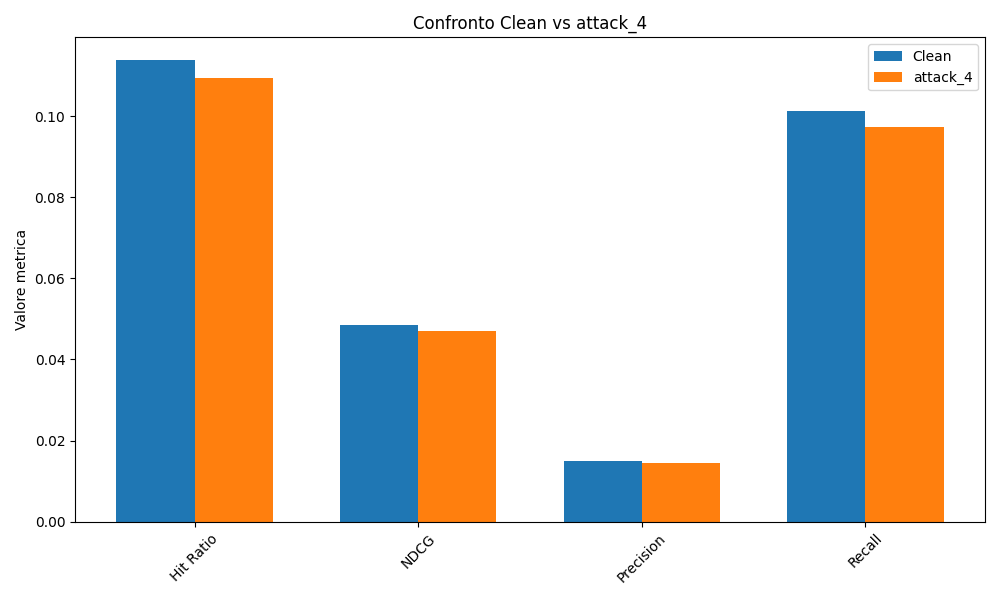 Confronto Clean vs attack_4
Clean
attack_4
Valore metrica
0.10
0.08
0.06
0.04
0.02
0.00
Hit Ratio
NDCG
Precision
Recall